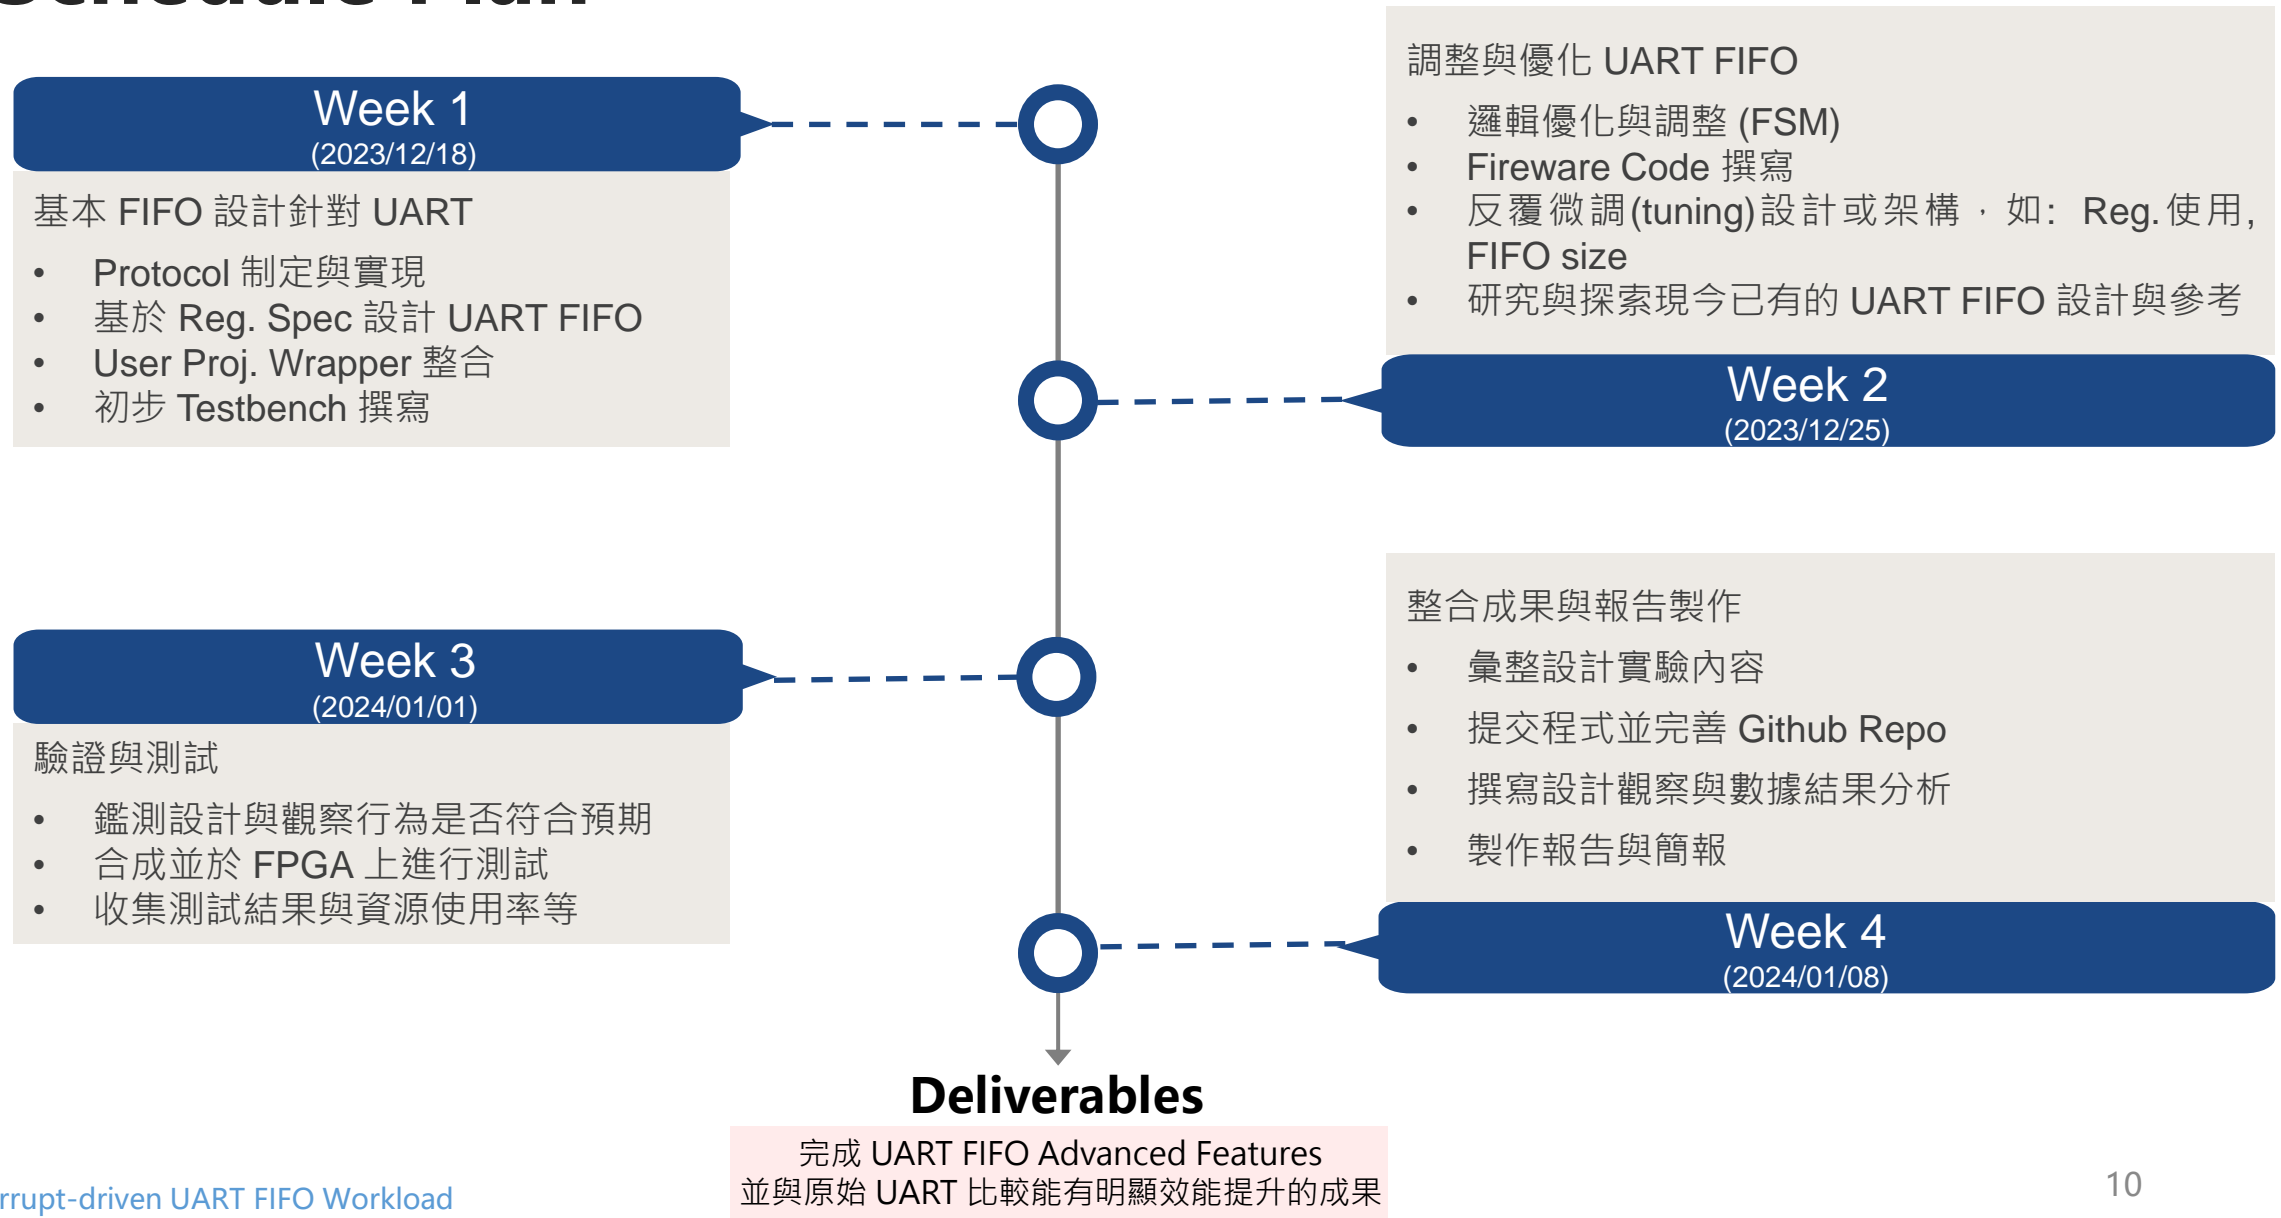 Schedule Plan
Week 1
(2023/12/18)
基本 FIFO 設計針對 UART
• Protocol 制定與實現
• 基於 Reg. Spec 設計 UART FIFO
• User Proj. Wrapper 整合
• 初步 Testbench 撰寫
調整與優化 UART FIFO
• 邏輯優化與調整 (FSM)
• Fireware Code 撰寫
• 反覆微調(tuning)設計或架構，如: Reg.使用,
FIFO size
• 研究與探索現今已有的 UART FIFO 設計與參考
Week 2
(2023/12/25)
Week 3
(2024/01/01)
驗證與測試
• 鑑測設計與觀察行為是否符合預期
• 合成並於 FPGA 上進行測試
• 收集測試結果與資源使用率等
整合成果與報告製作
• 彙整設計實驗內容
• 提交程式並完善 Github Repo
• 撰寫設計觀察與數據結果分析
• 製作報告與簡報
Week 4
(2024/01/08)
Deliverables
完成 UART FIFO Advanced Features
並與原始 UART 比較能有明顯效能提升的成果
rrupt-driven UART FIFO Workload
10